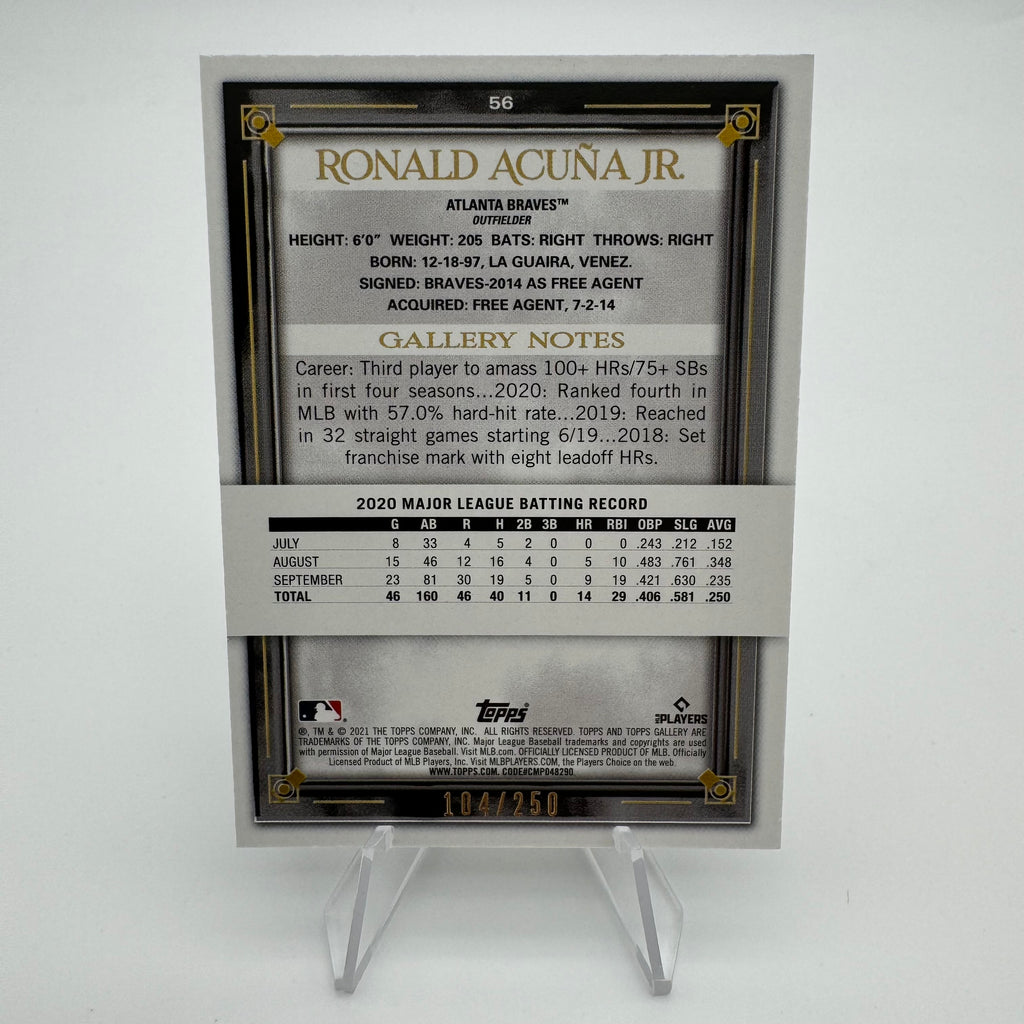 56
RONALD ACUÑA JR.
ATLANTA BRAVES™
OUTFIELDER
HEIGHT: 6'0" WEIGHT: 205 BATS: RIGHT THROWS: RIGHT
BORN: 12-18-97, LA GUAIRA, VENEZ.
SIGNED: BRAVES-2014 AS FREE AGENT
ACQUIRED: FREE AGENT, 7-2-14
GALLERY NOTES
Career: Third player to amass 100+ HRs/75+ SBs
in first four seasons...2020: Ranked fourth in
MLB with 57.0% hard-hit rate...2019: Reached
in 32 straight games starting 6/19...2018: Set
franchise mark with eight leadoff HRs.
2020 MAJOR LEAGUE BATTING RECORD
G AB R H 2B 3B HR RBI OBP SLG AVG
JULY 8 33 4 5 2 0 0 0 .243 .212 .152
AUGUST 15 46 12 16 4 0 5 10 .483 .761 .348
SEPTEMBER 23 81 30 19 5 0 9 19 .421 .630 .235
TOTAL 46 160 46 40 11 0 14 29 .406 .581 .250
Topps
MLB PLAYERS
®, TM & © 2021 THE TOPPS COMPANY, INC. ALL RIGHTS RESERVED. TOPPS AND TOPPS GALLERY ARE
TRADEMARKS OF THE TOPPS COMPANY, INC. Major League Baseball trademarks and copyrights are used
with permission of Major League Baseball. Visit MLB.com. OFFICIALLY LICENSED PRODUCT OF MLB. Officially
Licensed Product of MLB Players, Inc. Visit MLBPLAYERS.COM, the Players Choice on the web.
WWW.TOPPS.COM. CODE#CMP048290
104/250